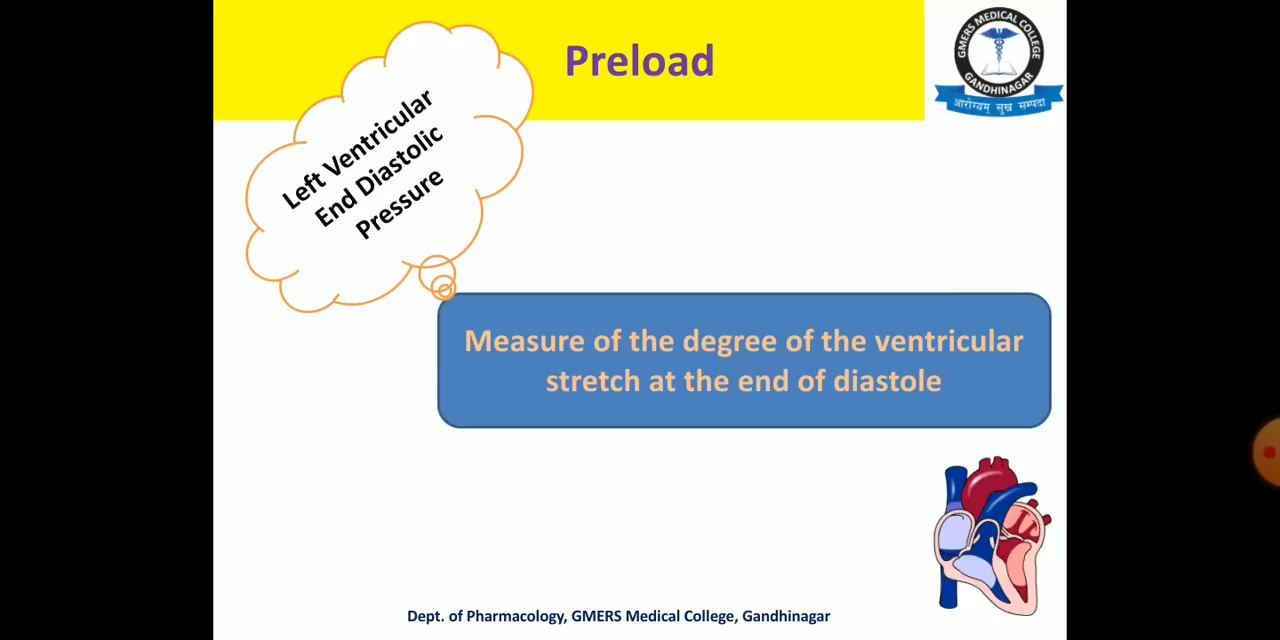 Preload
GMERS MEDICAL COLLEGE
GANDHINAGAR
आरोग्यम् सुख सम्पदा
Left Ventricular
End Diastolic
Pressure
Measure of the degree of the ventricular
stretch at the end of diastole
Dept. of Pharmacology, GMERS Medical College, Gandhinagar